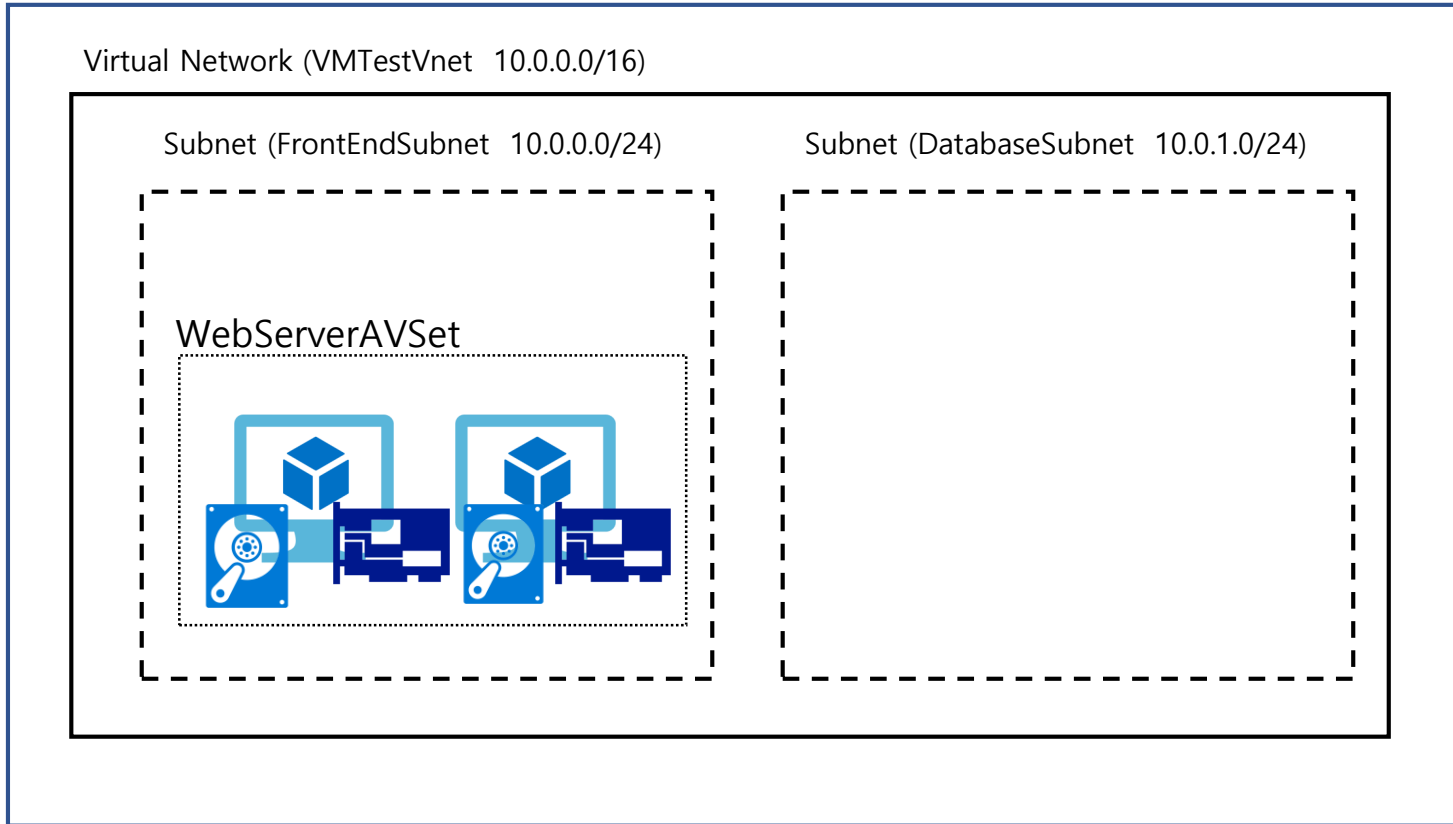 Virtual Network (VMTestVnet 10.0.0.0/16)
Subnet (FrontEndSubnet 10.0.0.0/24)
Subnet (DatabaseSubnet 10.0.1.0/24)
WebServerAVSet